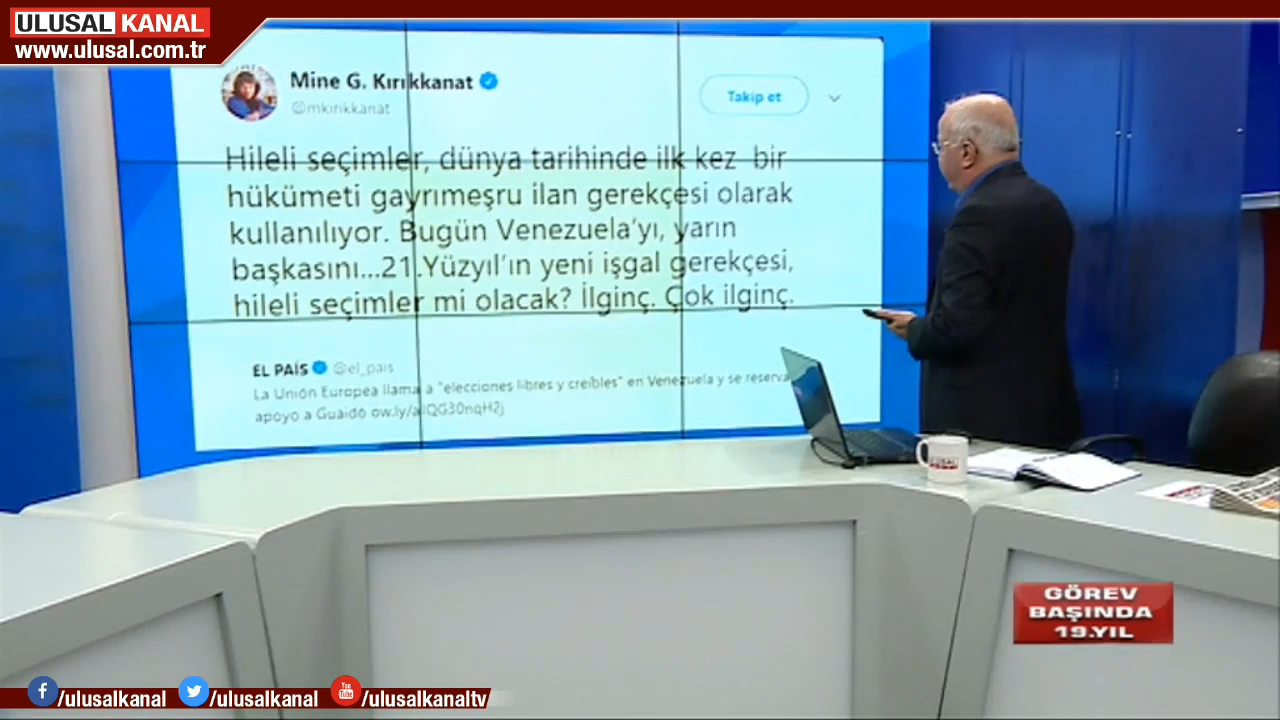 ULUSAL KANAL
www.ulusal.com.tr
Mine G. Kırıkkanat
@mkirikkanat
Takip et
Hileli seçimler, dünya tarihinde ilk kez bir
hükümeti gayrımeşru ilan gerekçesi olarak
kullanılıyor. Bugün Venezuela'yı, yarın
başkasını...21.Yüzyıl'ın yeni işgal gerekçesi,
hileli seçimler mi olacak? İlginç. Çok ilginç.
EL PAÍS @el_pais
La Unión Europea llama a "elecciones libres y creíbles" en Venezuela y se reserva
apoyo a Guaidó
ULUSAL
GÖREV
BAŞINDA
19.YIL
/ulusalkanal /ulusalkanal /ulusalkanaltv